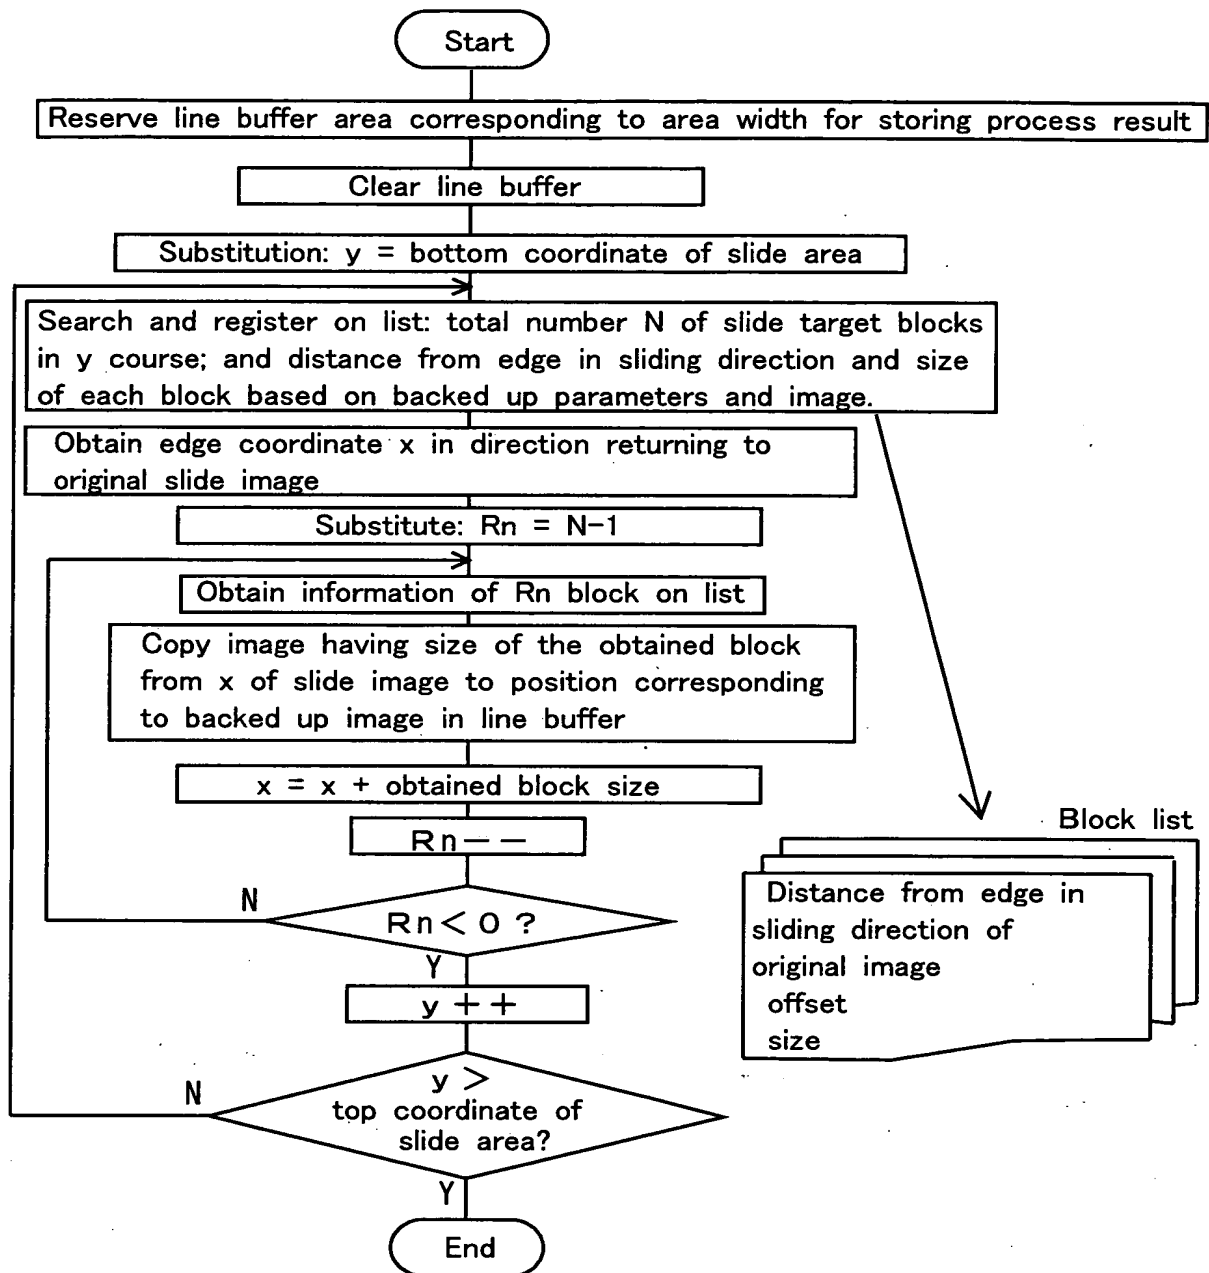 Start
Reserve line buffer area corresponding to area width for storing process result
Clear line buffer
Substitution: y = bottom coordinate of slide area
Search and register on list: total number N of slide target blocks
in y course; and distance from edge in sliding direction and size
of each block based on backed up parameters and image.
Obtain edge coordinate x in direction returning to
original slide image
Substitute: Rn = N-1
Obtain information of Rn block on list
Copy image having size of the obtained block
from x of slide image to position corresponding
to backed up image in line buffer
x = x + obtained block size
Rn--
N
Rn<0 ?
Y
y++
N
y >
top coordinate of
slide area?
Y
End
Block list
Distance from edge in
sliding direction of
original image
offset
size